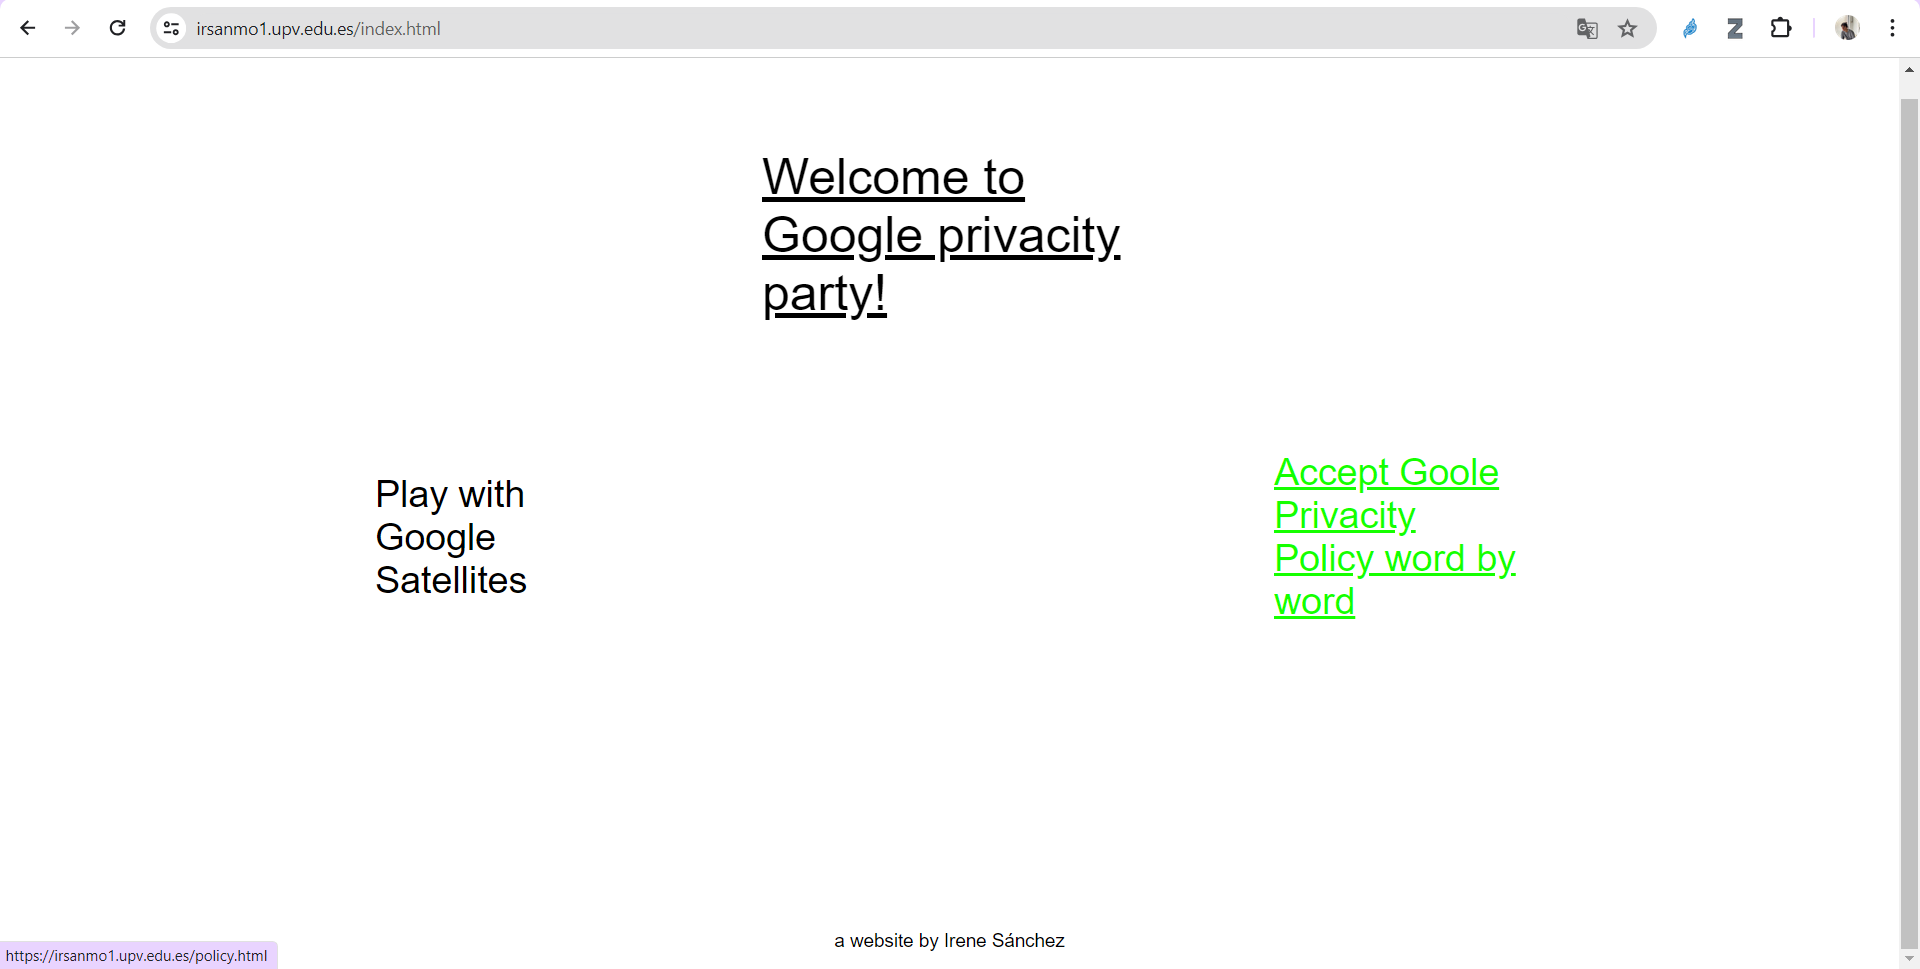 irsanmo1.upv.edu.es/index.html
Welcome to
Google privacity
party!
Play with
Google
Satellites
Accept Goole
Privacity
Policy word by
word
a website by Irene Sánchez
https://irsanmo1.upv.edu.es/policy.html